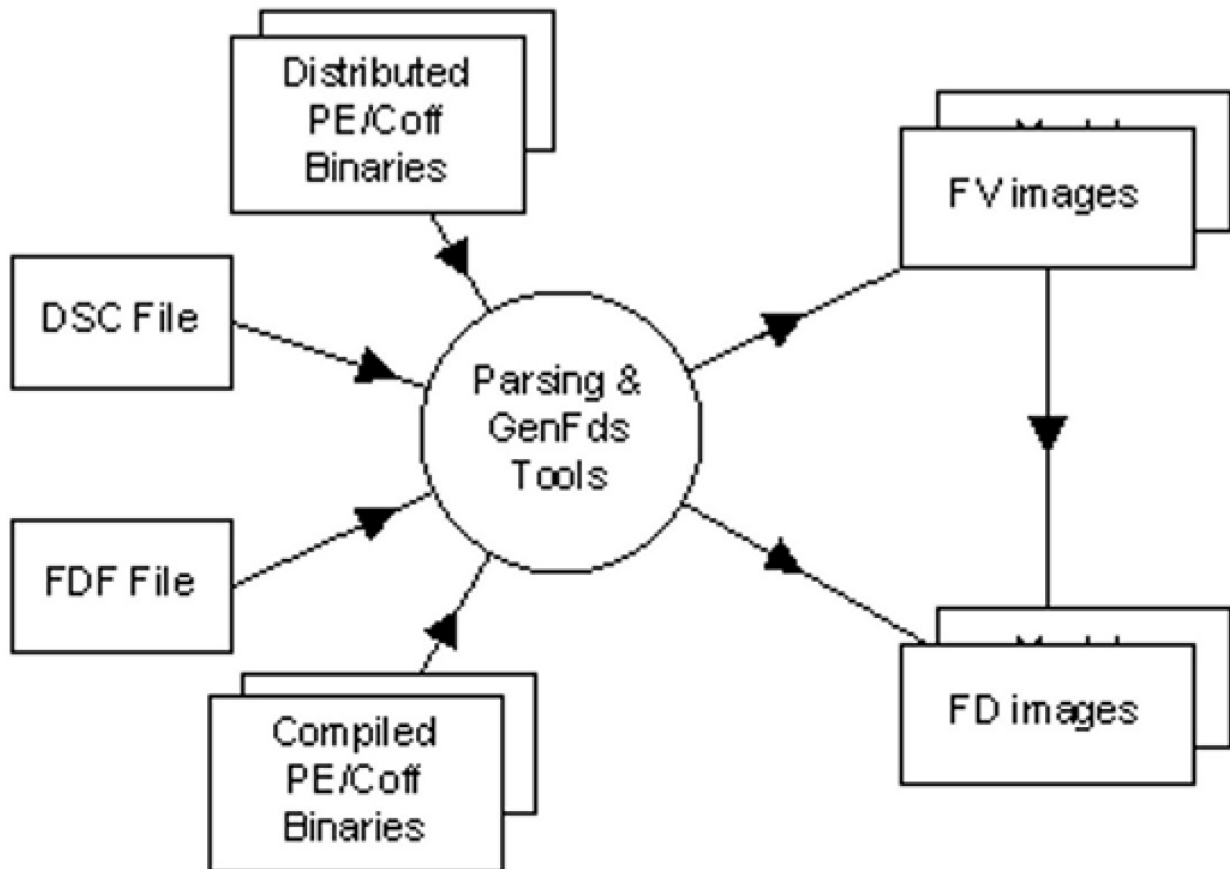 Distributed
PE/Coff
Binaries
FV images
DSC File
Parsing &
GenFds
Tools
FDF File
FD images
Compiled
PE/Coff
Binaries